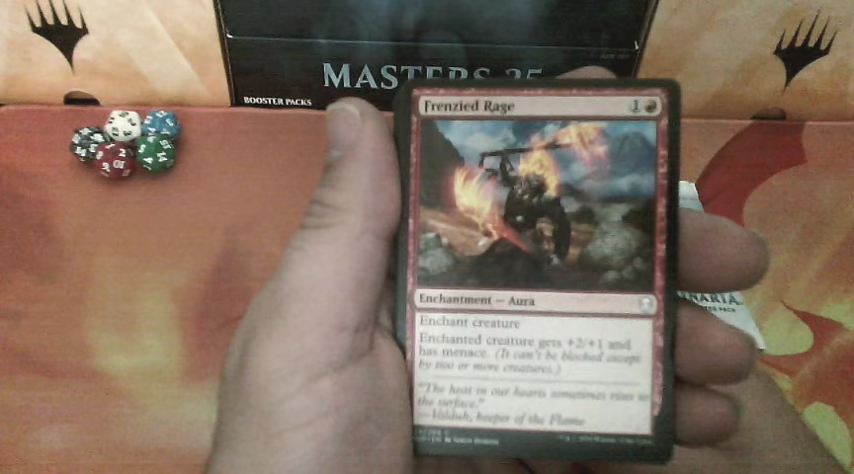 MASTERS 25
BOOSTER PACKS
Frenzied Rage 1
Enchantment — Aura
Enchant creature
Enchanted creature gets +2/+1 and
has menace. (It can't be blocked except
by two or more creatures.)
"The heat in our hearts sometimes rises to
the surface."
—Valduk, keeper of the Flame
NARIA